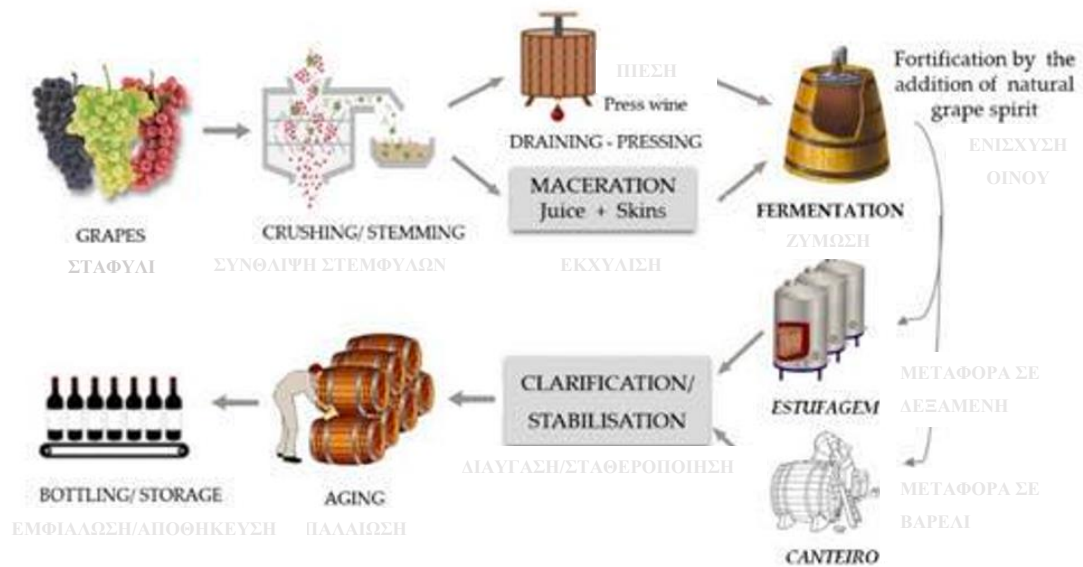 ΠΙΕΣΗ
Press wine
DRAINING - PRESSING
Fortification by the
addition of natural
grape spirit
ΕΝΙΣΧΥΣΗ
ΟΙΝΟΥ
MACERATION
Juice + Skins
GRAPES
ΣΤΑΦΥΛΙ
CRUSHING/ STEMMING
ΣΥΝΘΛΙΨΗ ΣΤΕΜΦΥΛΩΝ
ΕΚΧΥΛΙΣΗ
FERMENTATION
ΖΥΜΩΣΗ
ESTUFAGEM
ΜΕΤΑΦΟΡΑ ΣΕ
ΔΕΞΑΜΕΝΗ
CLARIFICATION/
STABILISATION
ΔΙΑΥΓΑΣΗ/ΣΤΑΘΕΡΟΠΟΙΗΣΗ
CANTEIRO
ΜΕΤΑΦΟΡΑ ΣΕ
ΒΑΡΕΛΙ
AGING
ΠΑΛΑΙΩΣΗ
BOTTLING/ STORAGE
ΕΜΦΙΑΛΩΣΗ/ΑΠΟΘΗΚΕΥΣΗ